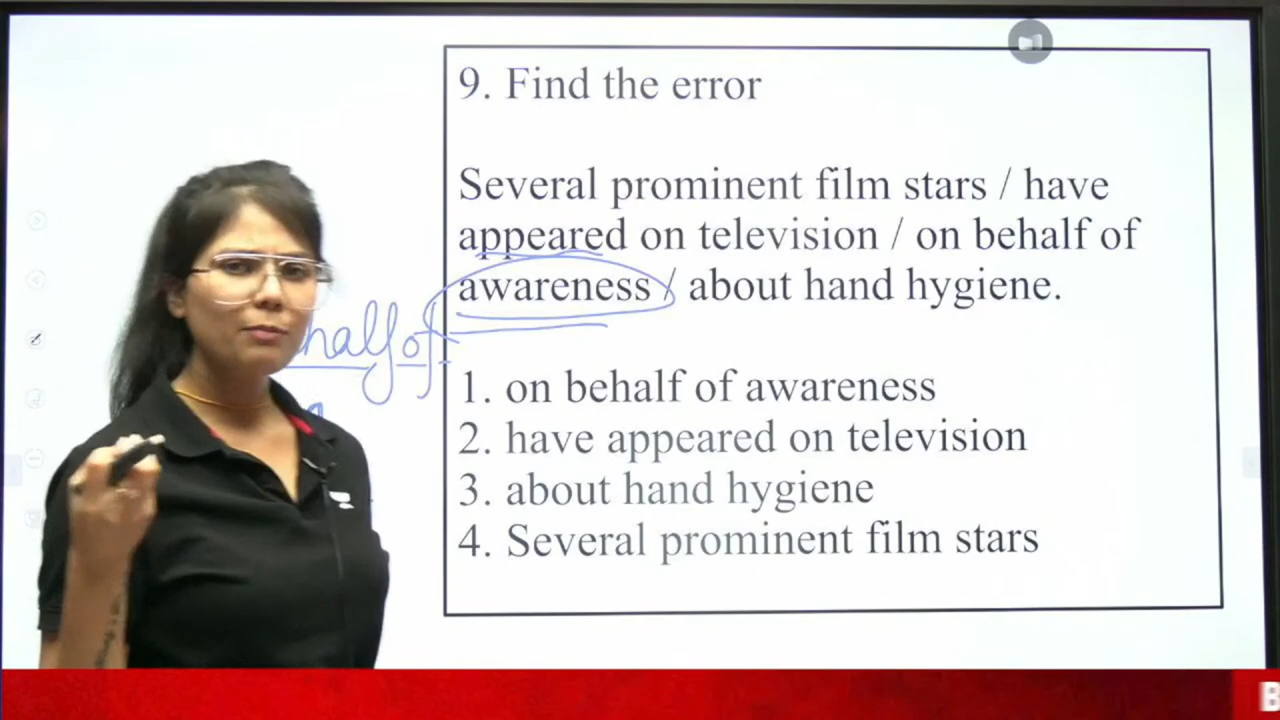 9. Find the error
Several prominent film stars / have
appeared on television / on behalf of
awareness / about hand hygiene.
half of
1. on behalf of awareness
2. have appeared on television
3. about hand hygiene
4. Several prominent film stars
B